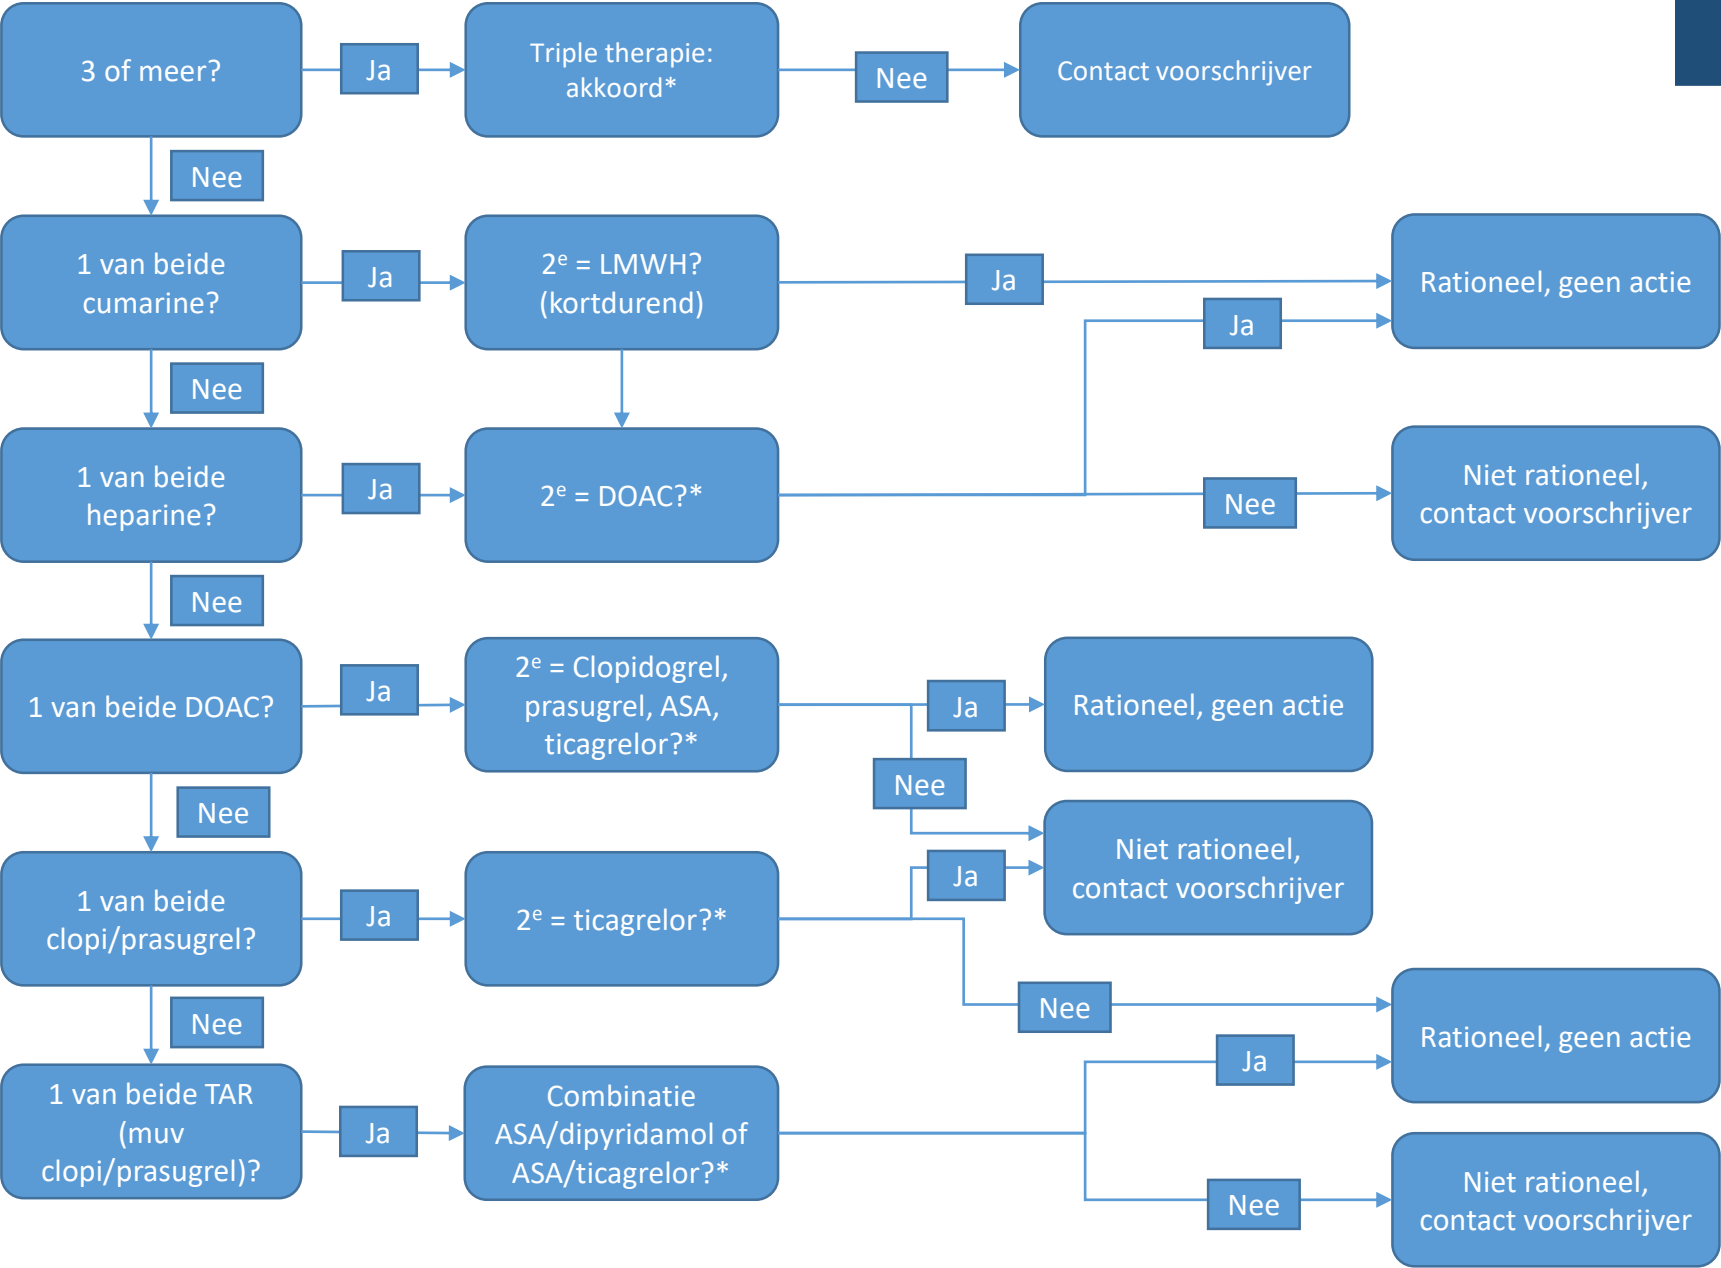 3 of meer?
Ja
Triple therapie:
akkoord*
Nee
Contact voorschrijver
Nee
1 van beide
cumarine?
Ja
2e = LMWH?
(kortdurend)
Ja
Rationeel, geen actie
Ja
Nee
1 van beide
heparine?
Ja
2e = DOAC?*
Nee
Niet rationeel,
contact voorschrijver
Nee
1 van beide DOAC?
Ja
2e = Clopidogrel,
prasugrel, ASA,
ticagrelor?*
Ja
Rationeel, geen actie
Nee
Nee
Niet rationeel,
contact voorschrijver
Ja
1 van beide
clopi/prasugrel?
Ja
2e = ticagrelor?*
Nee
Rationeel, geen actie
Ja
Nee
1 van beide TAR
(muv
clopi/prasugrel)?
Ja
Combinatie
ASA/dipyridamol of
ASA/ticagrelor?*
Nee
Niet rationeel,
contact voorschrijver